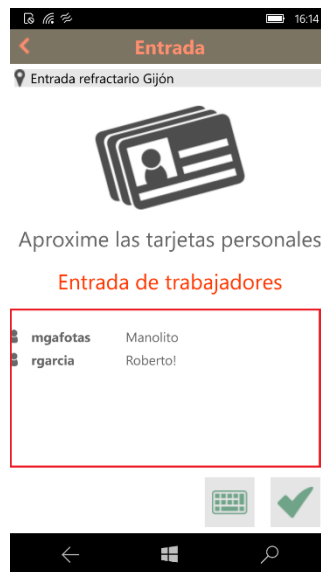 16:14
Entrada
Entrada refractario Gijón
Aproxime las tarjetas personales
Entrada de trabajadores
mgafotas Manolito
rgarcia Roberto!